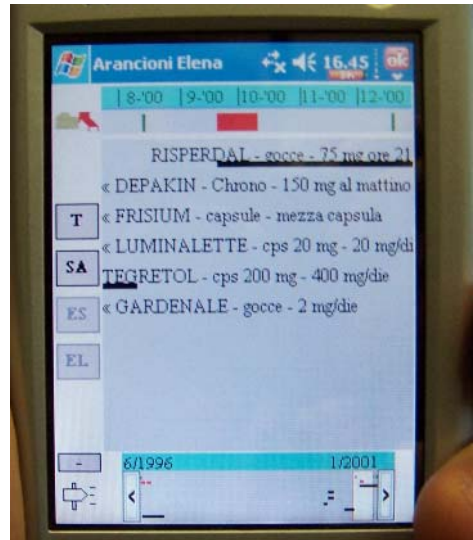 Arancioni Elena 16.45 ok
8-'00 9-'00 10-'00 11-'00 12-'00
RISPERDAL - gocce - 75 mg ore 21
« DEPAKIN - Chrono - 150 mg al mattino
T « FRISIUM - capsule - mezza capsula
« LUMINALETTE - cps 20 mg - 20 mg/di
SA TEGRETOL - cps 200 mg - 400 mg/die
ES « GARDENALE - gocce - 2 mg/die
EL
- 6/1996 1/2001
< >